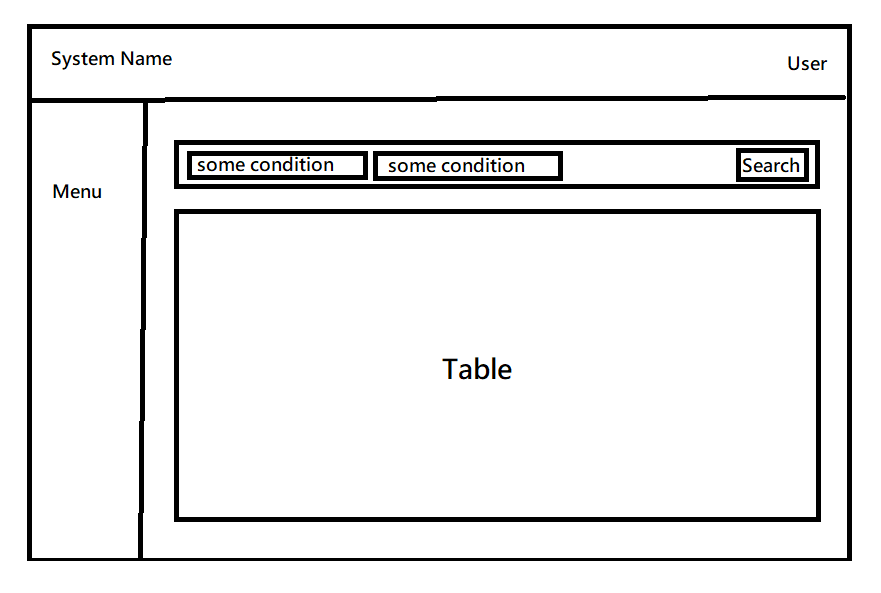 System Name
User
Menu
some condition
some condition
Search
Table